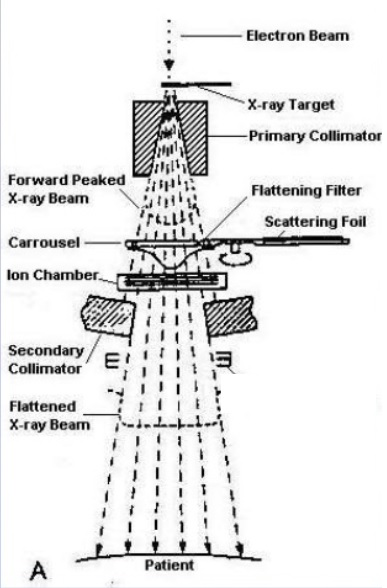 Electron Beam
X-ray Target
Primary Collimator
Forward Peaked
X-ray Beam
Flattening Filter
Scattering Foil
Carrousel
Ion Chamber
Secondary
Collimator
Flattened
X-ray Beam
A
Patient